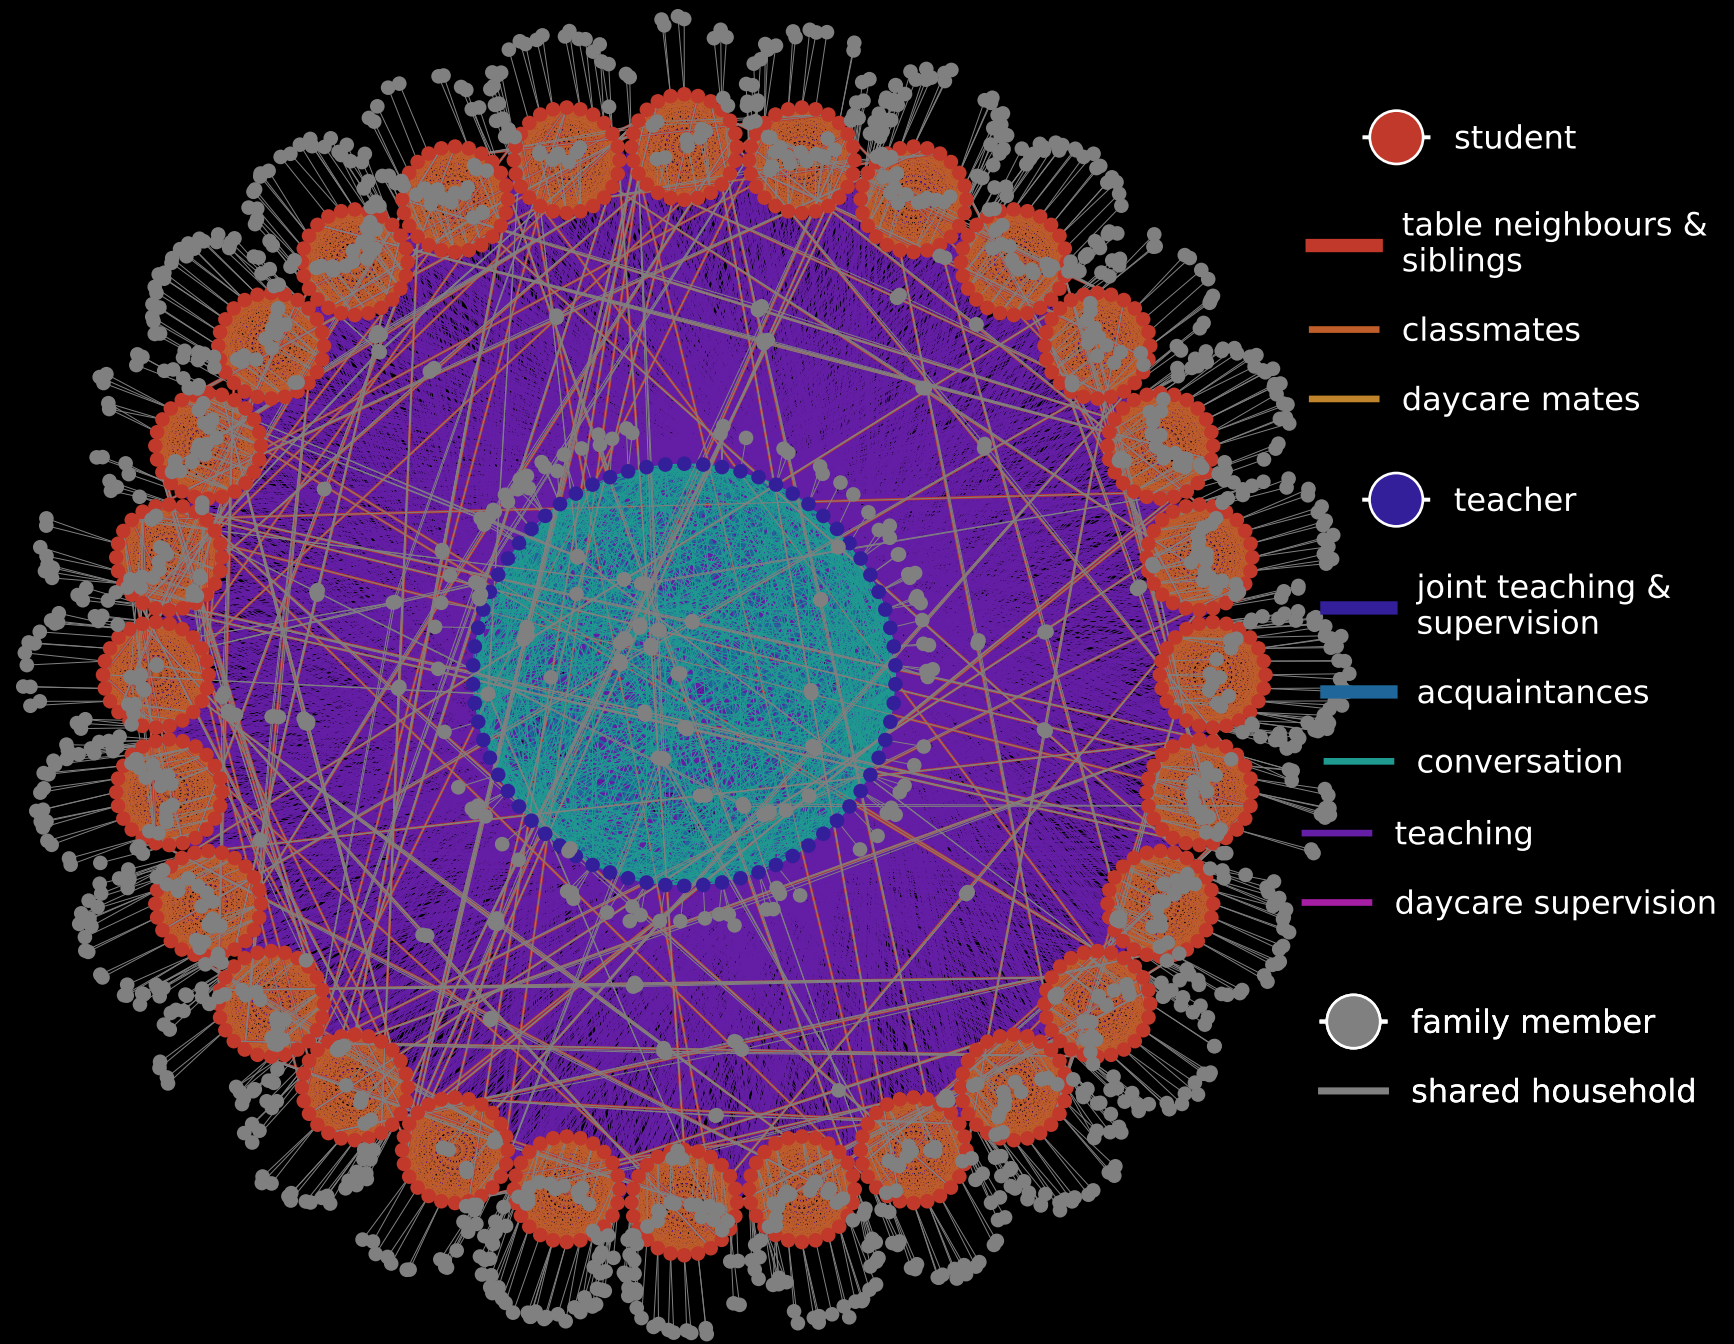 student
table neighbours &
siblings
classmates
daycare mates
teacher
joint teaching &
supervision
acquaintances
conversation
teaching
daycare supervision
family member
shared household